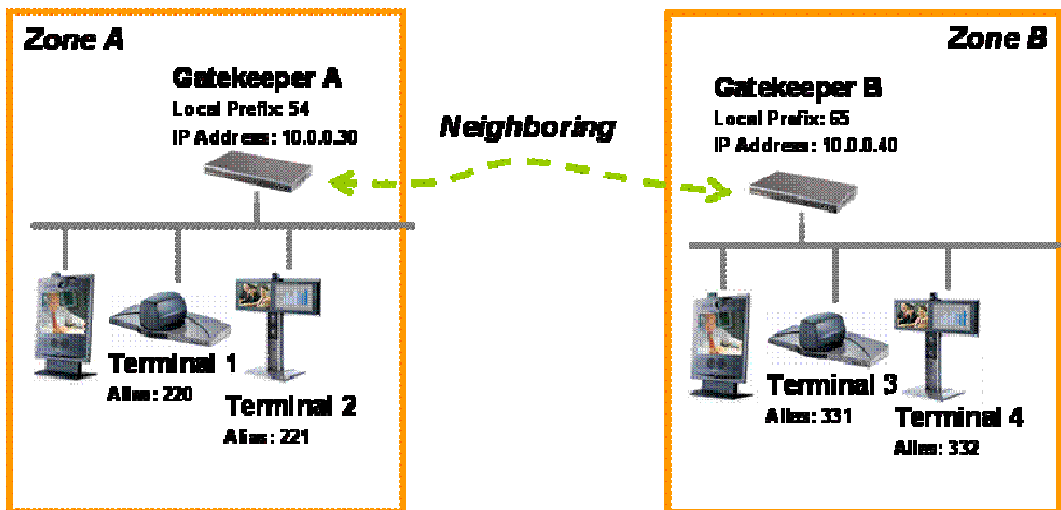 Zone A
Gatekeeper A
Local Prefix: 54
IP Address: 10.0.0.30
Terminal 1
Alias: 220
Terminal 2
Alias: 221
Neighboring
Zone B
Gatekeeper B
Local Prefix: 65
IP Address: 10.0.0.40
Terminal 3
Alias: 331
Terminal 4
Alias: 332